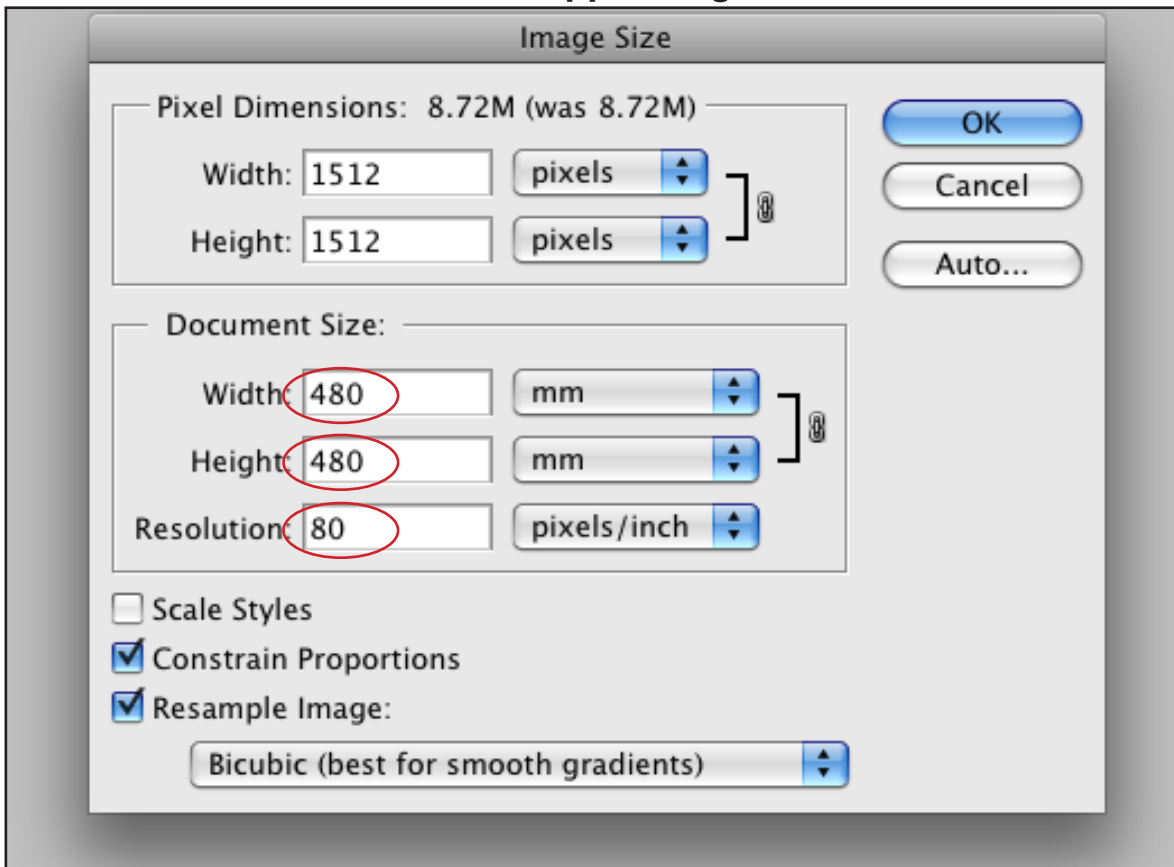 Image Size
Pixel Dimensions: 8.72M (was 8.72M)
Width: 1512 pixels
Height: 1512 pixels
OK
Cancel
Auto...
Document Size:
Width: 480 mm
Height: 480 mm
Resolution: 80 pixels/inch
Scale Styles
Constrain Proportions
Resample Image:
Bicubic (best for smooth gradients)